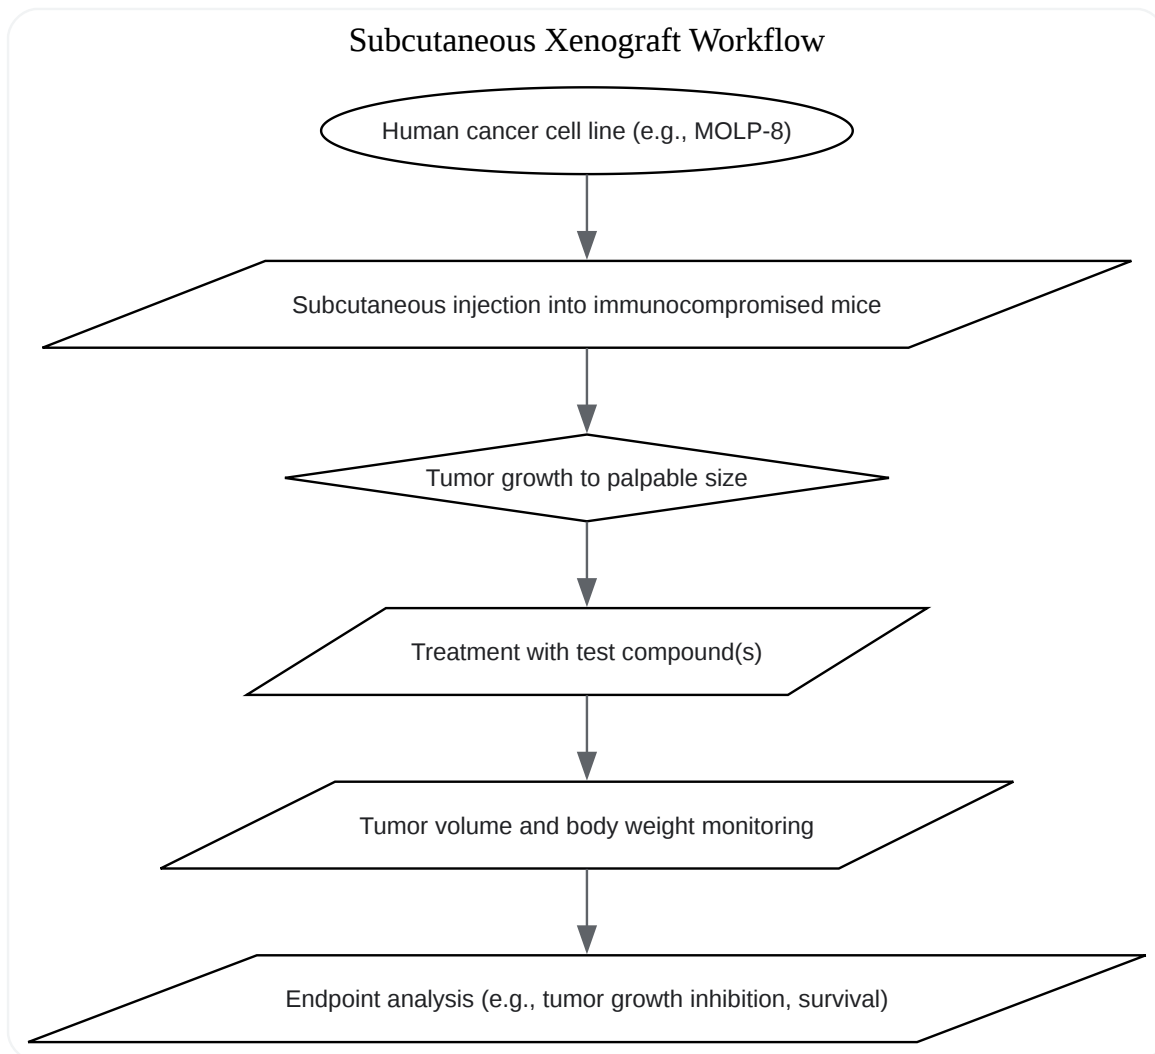 Subcutaneous Xenograft Workflow
Human cancer cell line (e.g., MOLP-8)
Subcutaneous injection into immunocompromised mice
Tumor growth to palpable size
Treatment with test compound(s)
Tumor volume and body weight monitoring
Endpoint analysis (e.g., tumor growth inhibition, survival)